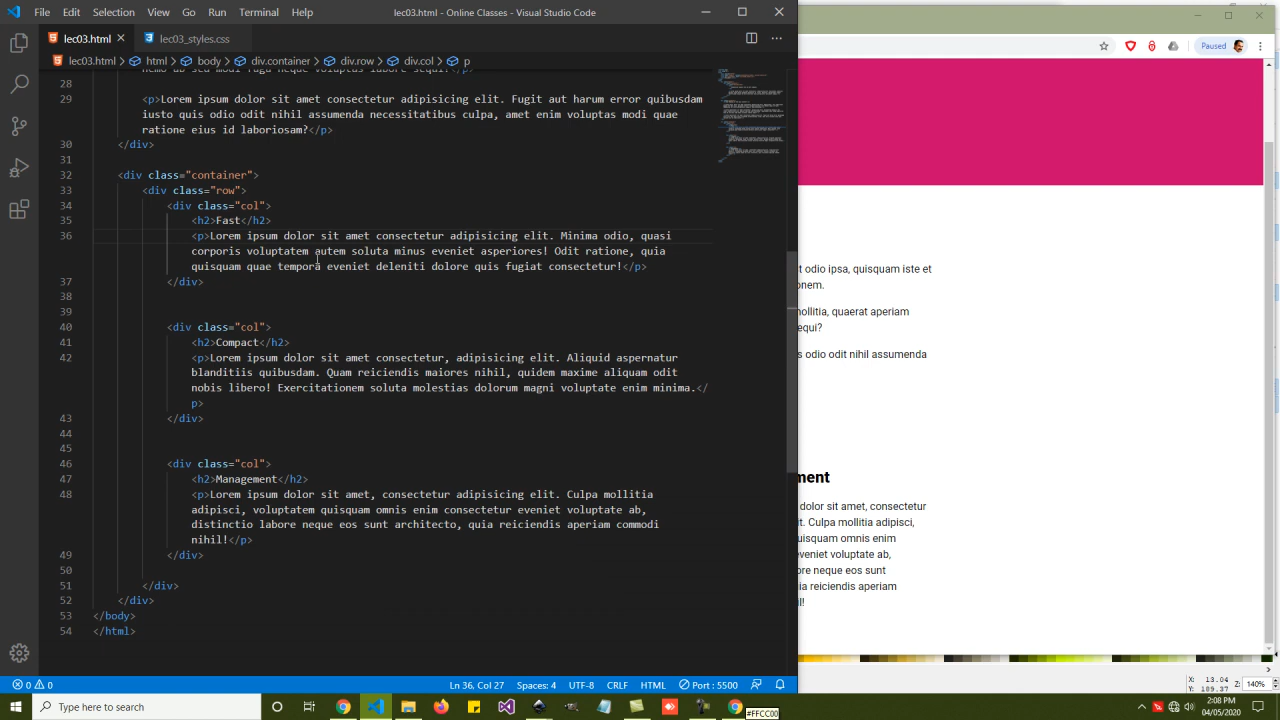 File Edit Selection View Go Run Terminal Help lec03.html - Online Classes - Visual Studio Code
lec03.html lec03_styles.css
Paused
lec03.html > html > body > div.container > div.row > div.col > p
28
29 <p>Lorem ipsum dolor sit amet consectetur adipisicing elit. Fugit aut harum error quibusdam
iusto quos odio odit nihil assumenda necessitatibus culpa, amet enim voluptas modi quae
ratione eius id laboriosam?</p>
30 </div>
31
32 <div class="container">
33 <div class="row">
34 <div class="col">
35 <h2>Fast</h2>
36 <p>Lorem ipsum dolor sit amet consectetur adipisicing elit. Minima odio, quasi
corporis voluptatem autem soluta minus eveniet asperiores! Odit ratione, quia
quisquam quae tempora eveniet deleniti dolore quis fugiat consectetur!</p>
37 </div>
38
39
40 <div class="col">
41 <h2>Compact</h2>
42 <p>Lorem ipsum dolor sit amet consectetur, adipisicing elit. Aliquid aspernatur
blanditiis quibusdam. Quam reiciendis maiores nihil, quidem maxime aliquam odit
nobis libero! Exercitationem soluta molestias dolorum magni voluptate enim minima.</
p>
43 </div>
44
45
46 <div class="col">
47 <h2>Management</h2>
48 <p>Lorem ipsum dolor sit amet, consectetur adipisicing elit. Culpa mollitia
adipisci, voluptatem quisquam omnis enim consectetur eveniet voluptate ab,
distinctio labore neque eos sunt architecto, quia reiciendis aperiam commodi
nihil!</p>
49 </div>
50
51 </div>
52 </div>
53 </body>
54 </html>
t odio ipsa, quisquam iste et
onem.
nollitia, quaerat aperiam
equi?
s odio odit nihil assumenda
ment
dolor sit amet, consectetur
it. Culpa mollitia adipisci,
uisquam omnis enim
eveniet voluptate ab,
ore neque eos sunt
ia reiciendis aperiam
il!
0 0 Ln 36, Col 27 Spaces: 4 UTF-8 CRLF HTML Port : 5500
X: 13.04
Y: 109.37
Z: 140%
Type here to search
#FFCC00
2:08 PM
04/05/2020